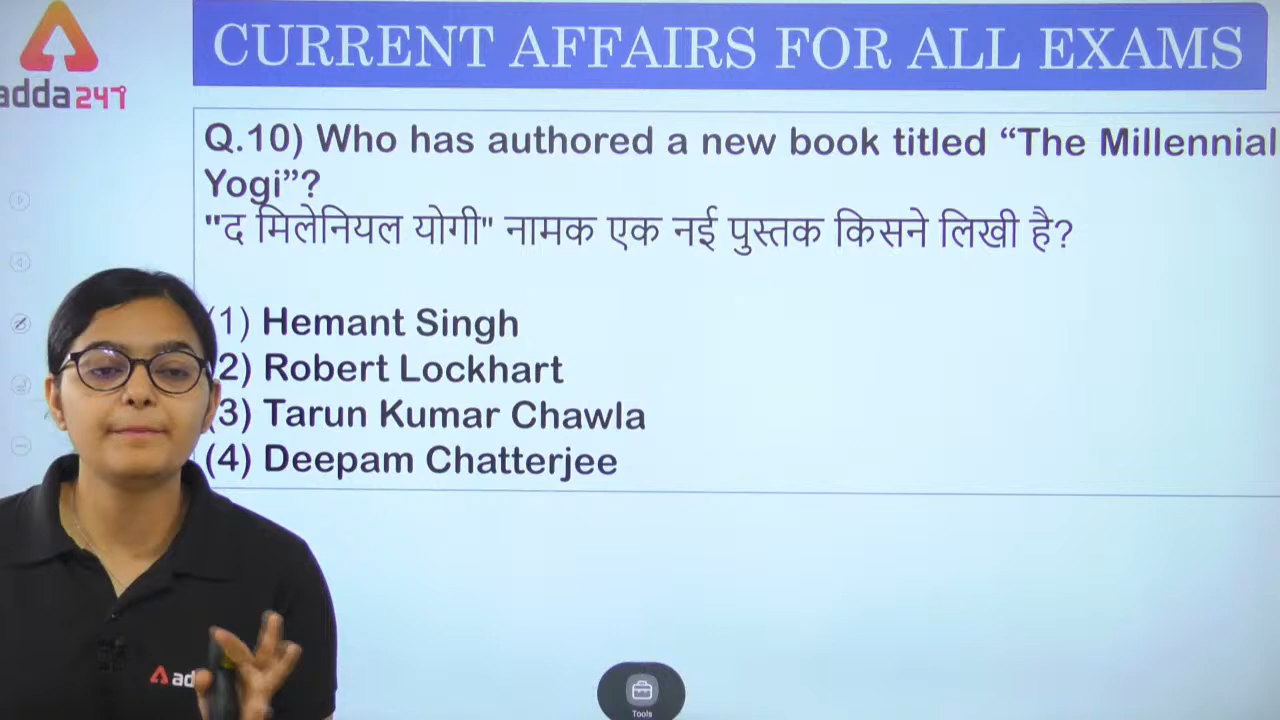 CURRENT AFFAIRS FOR ALL EXAMS
adda247
Q.10) Who has authored a new book titled “The Millennial
Yogi”?
"द मिलेनियल योगी" नामक एक नई पुस्तक किसने लिखी है?
(1) Hemant Singh
(2) Robert Lockhart
(3) Tarun Kumar Chawla
(4) Deepam Chatterjee
Tools